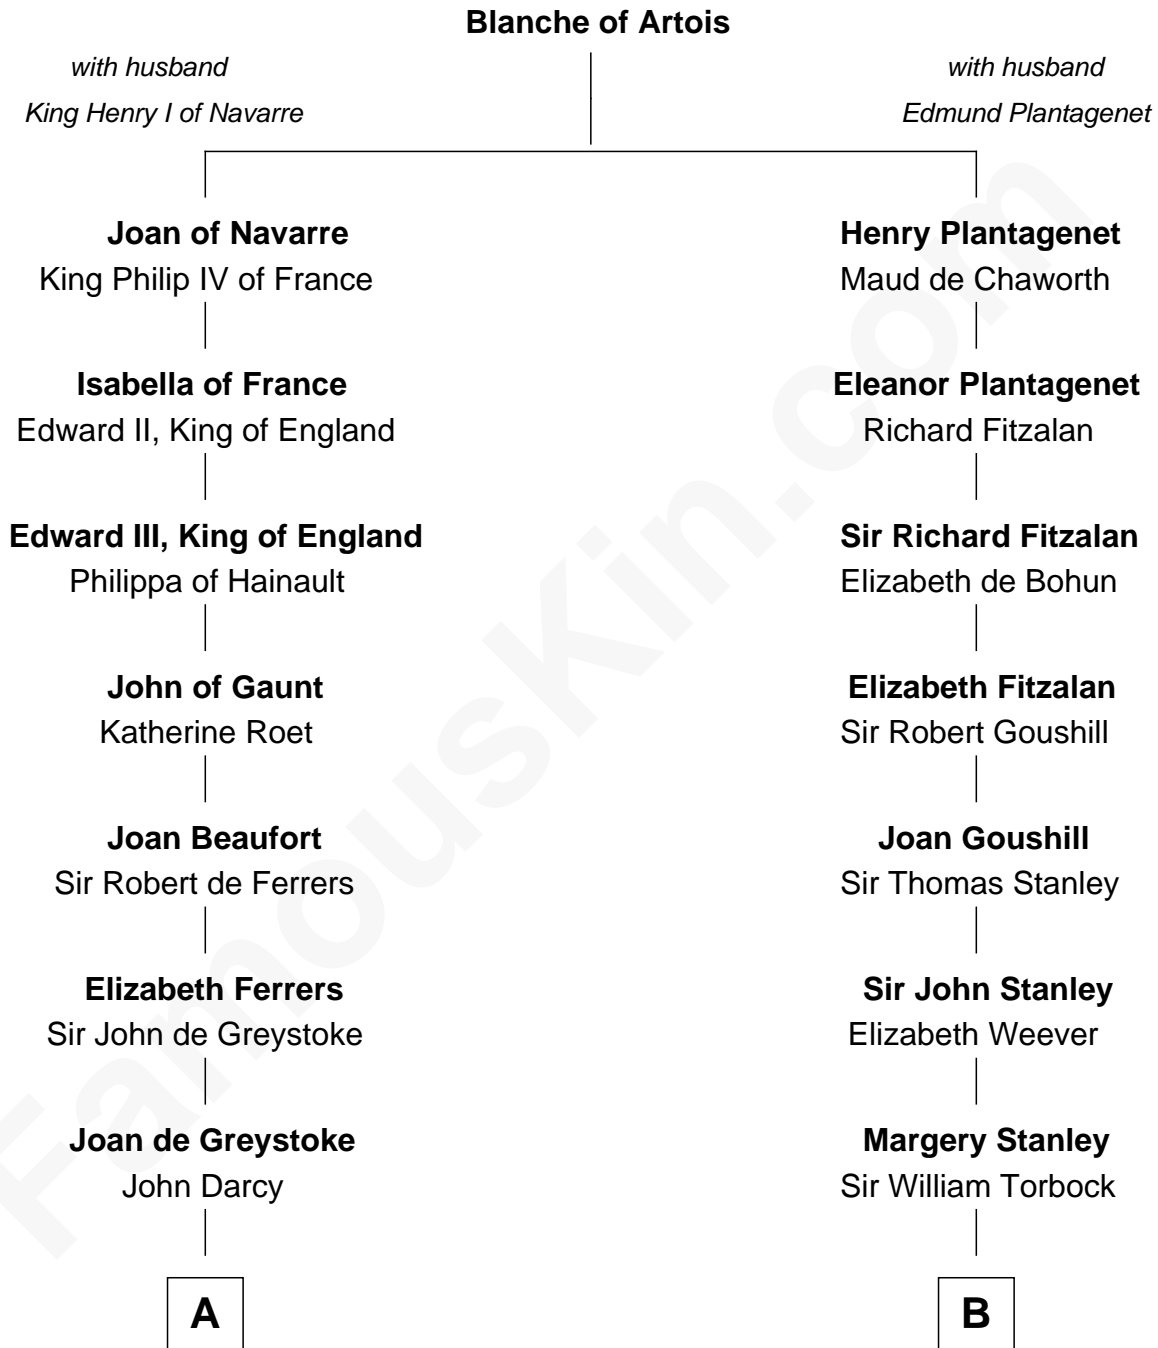 Blanche of Artois
with husband
King Henry I of Navarre
with husband
Edmund Plantagenet
Joan of Navarre
King Philip IV of France
Henry Plantagenet
Maud de Chaworth
Isabella of France
Edward II, King of England
Eleanor Plantagenet
Richard Fitzalan
Edward III, King of England
Philippa of Hainault
Sir Richard Fitzalan
Elizabeth de Bohun
John of Gaunt
Katherine Roet
Elizabeth Fitzalan
Sir Robert Goushill
Joan Beaufort
Sir Robert de Ferrers
Joan Goushill
Sir Thomas Stanley
Elizabeth Ferrers
Sir John de Greystoke
Sir John Stanley
Elizabeth Weever
Joan de Greystoke
John Darcy
Margery Stanley
Sir William Torbock
A
B
FamousKin.com